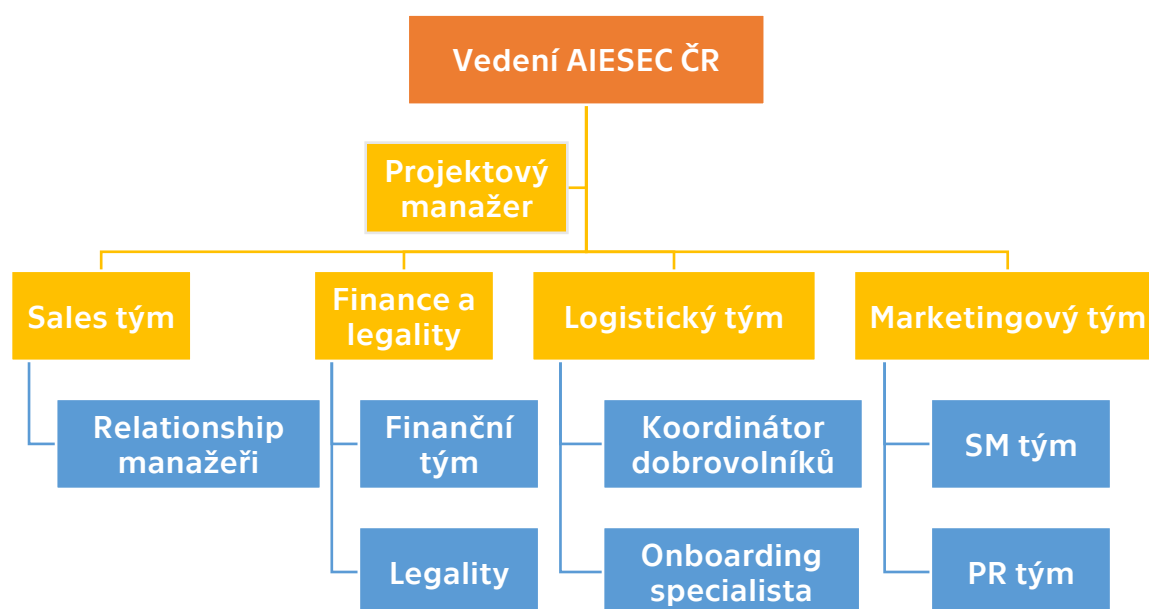 Vedení AIESEC ČR
Projektový
manažer
Sales tým
Finance a
legality
Logistický tým
Marketingový tým
Relationship
manažeři
Finanční
tým
Koordinátor
dobrovolníků
SM tým
Legality
Onboarding
specialista
PR tým